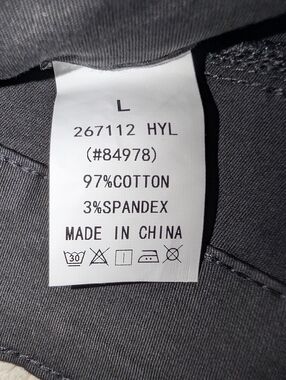 L
267112 HYL
(#84978)
97%COTTON
3%SPANDEX
MADE IN CHINA
30